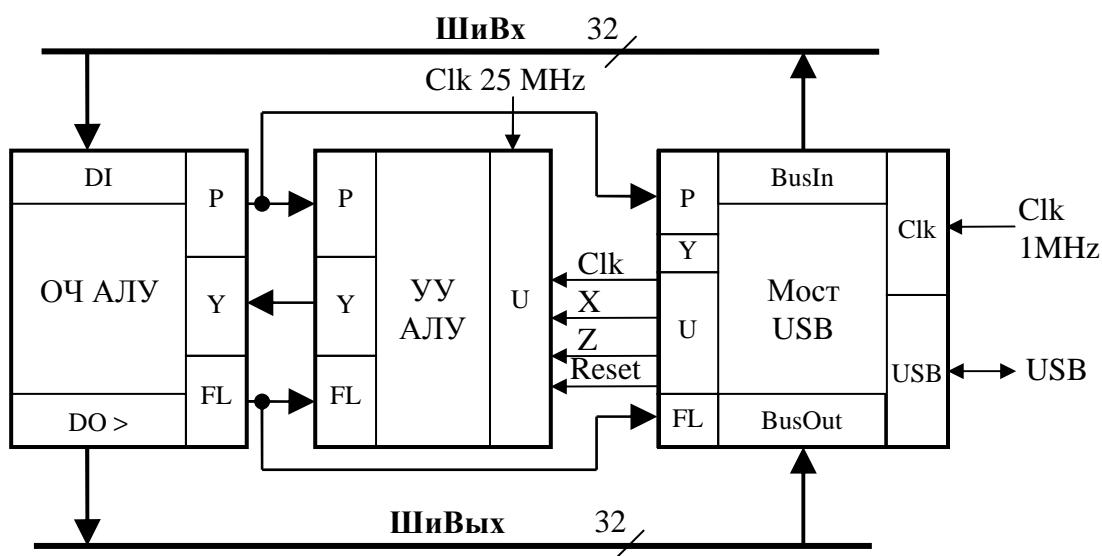 ШиВх 32
Clk 25 MHz
DI
P
ОЧ АЛУ
Y
FL
DO >
P
Y
FL
УУ
АЛУ
U
Clk
X
Z
Reset
P
Y
U
FL
BusIn
Мост
USB
BusOut
Clk
USB
Clk
1MHz
USB
ШиВых 32